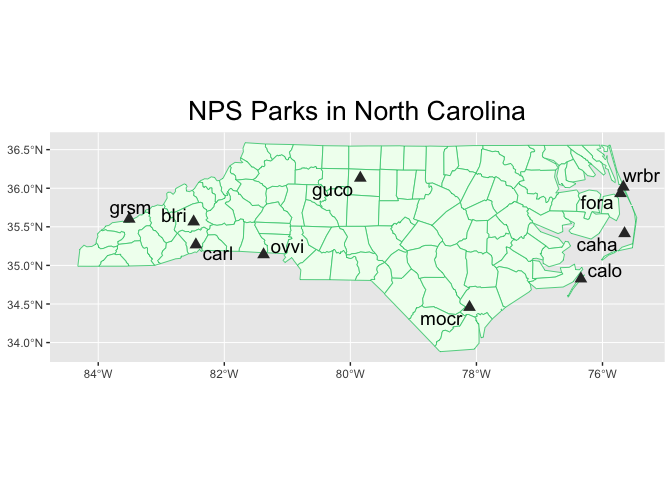 NPS Parks in North Carolina
36.5°N
36.0°N
35.5°N
35.0°N
34.5°N
34.0°N
wrbr
guco
fora
grsm
blri
carl
ovvi
caha
calo
mocr
84°W
82°W
80°W
78°W
76°W